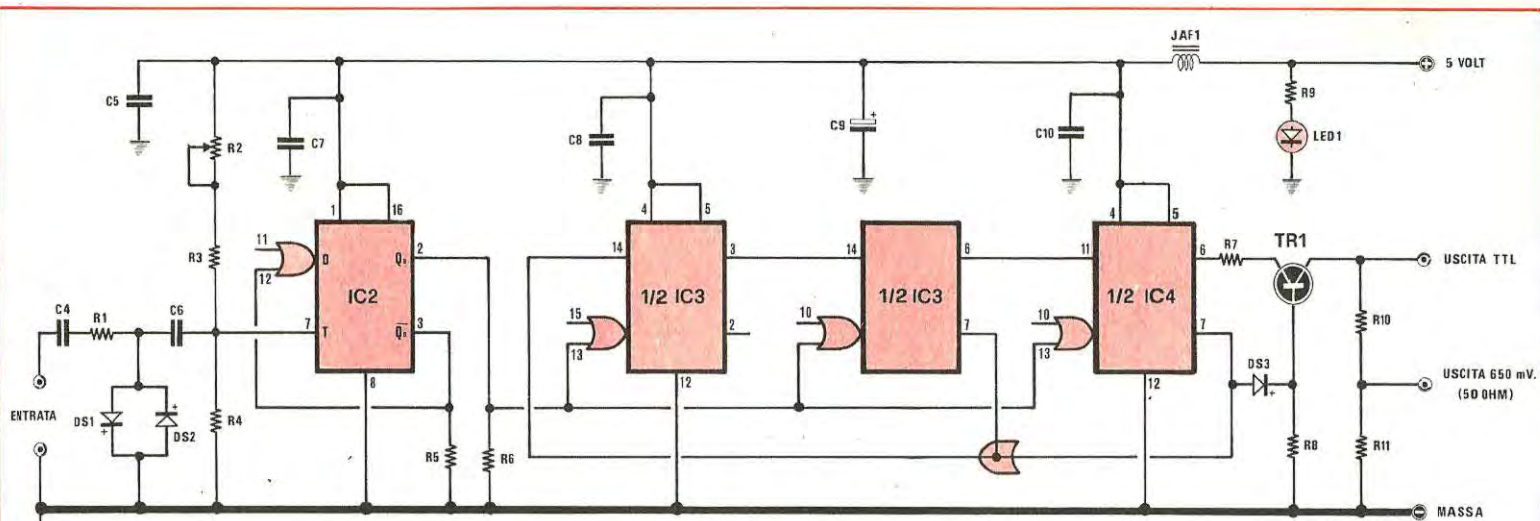 JAF1
5 VOLT
C5
R9
C7
C8
C9
+
C10
LED1
R2
1
16
4
5
4
5
11
2
14
3
14
6
11
6
R7
TR1
USCITA TTL
R3
D
Qs
12
IC2
1/2 IC3
1/2 IC3
1/2 IC4
C4
R1
C6
15
10
10
R10
7
T
3
2
7
7
Qs
13
13
DS3
USCITA 650 mV.
+
(50 OHM)
8
12
12
ENTRATA
DS1
+
+
DS2
R4
R5
R6
R8
R11
MASSA